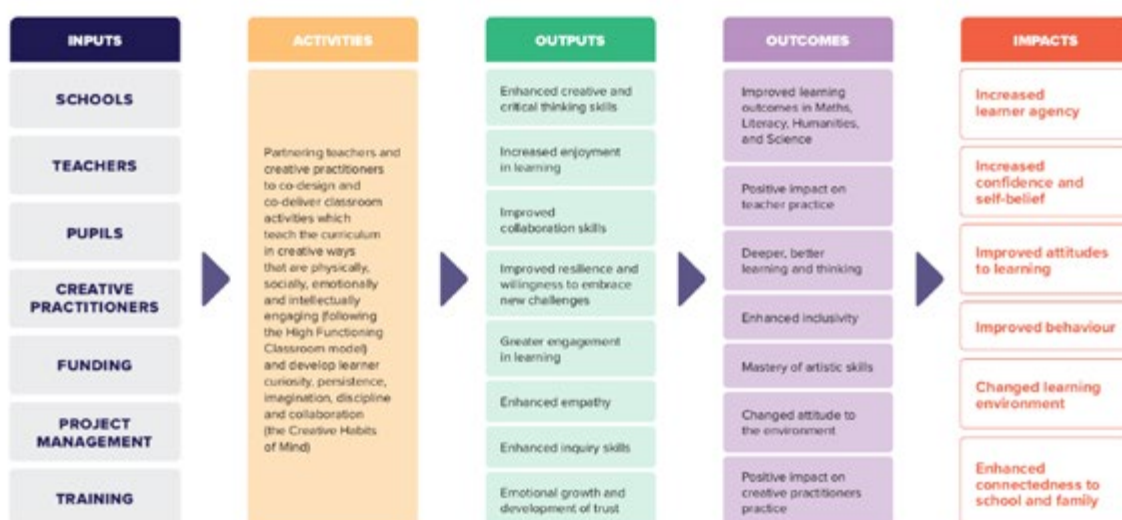 INPUTS
SCHOOLS
TEACHERS
PUPILS
CREATIVE
PRACTITIONERS
FUNDING
PROJECT
MANAGEMENT
TRAINING
ACTIVITIES
Partnering teachers and
creative practitioners
to co-design and
co-deliver classroom
activities which
teach the curriculum
in creative ways
that are physically,
socially, emotionally
and intellectually
engaging (following
the High Functioning
Classroom model)
and develop learner
curiosity, persistence,
imagination, discipline
and collaboration
(the Creative Habits
of Mind)
OUTPUTS
Enhanced creative and
critical thinking skills
Increased enjoyment
in learning
Improved
collaboration skills
Improved resilience and
willingness to embrace
new challenges
Greater engagement
in learning
Enhanced empathy
Enhanced inquiry skills
Emotional growth and
development of trust
OUTCOMES
Improved learning
outcomes in Maths,
Literacy, Humanities,
and Science
Positive impact on
teacher practice
Deeper, better
learning and thinking
Enhanced inclusivity
Mastery of artistic skills
Changed attitude to
the environment
Positive impact on
creative practitioners
practice
IMPACTS
Increased
learner agency
Increased
confidence and
self-belief
Improved attitudes
to learning
Improved behaviour
Changed learning
environment
Enhanced
connectedness to
school and family